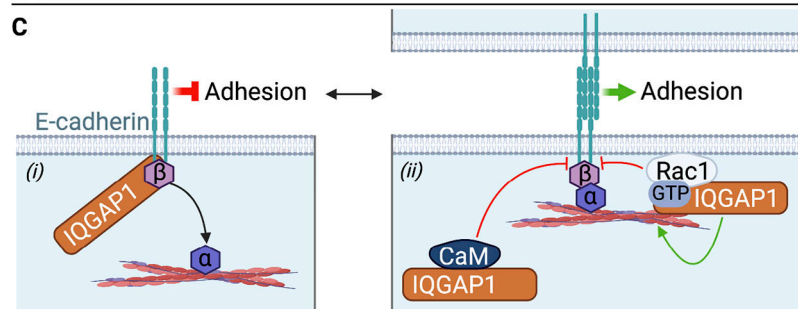 C
Adhesion
E-cadherin
(i)
β
IQGAP1
α
Adhesion
(ii)
β
α
Rac1
GTP
IQGAP1
CaM
IQGAP1